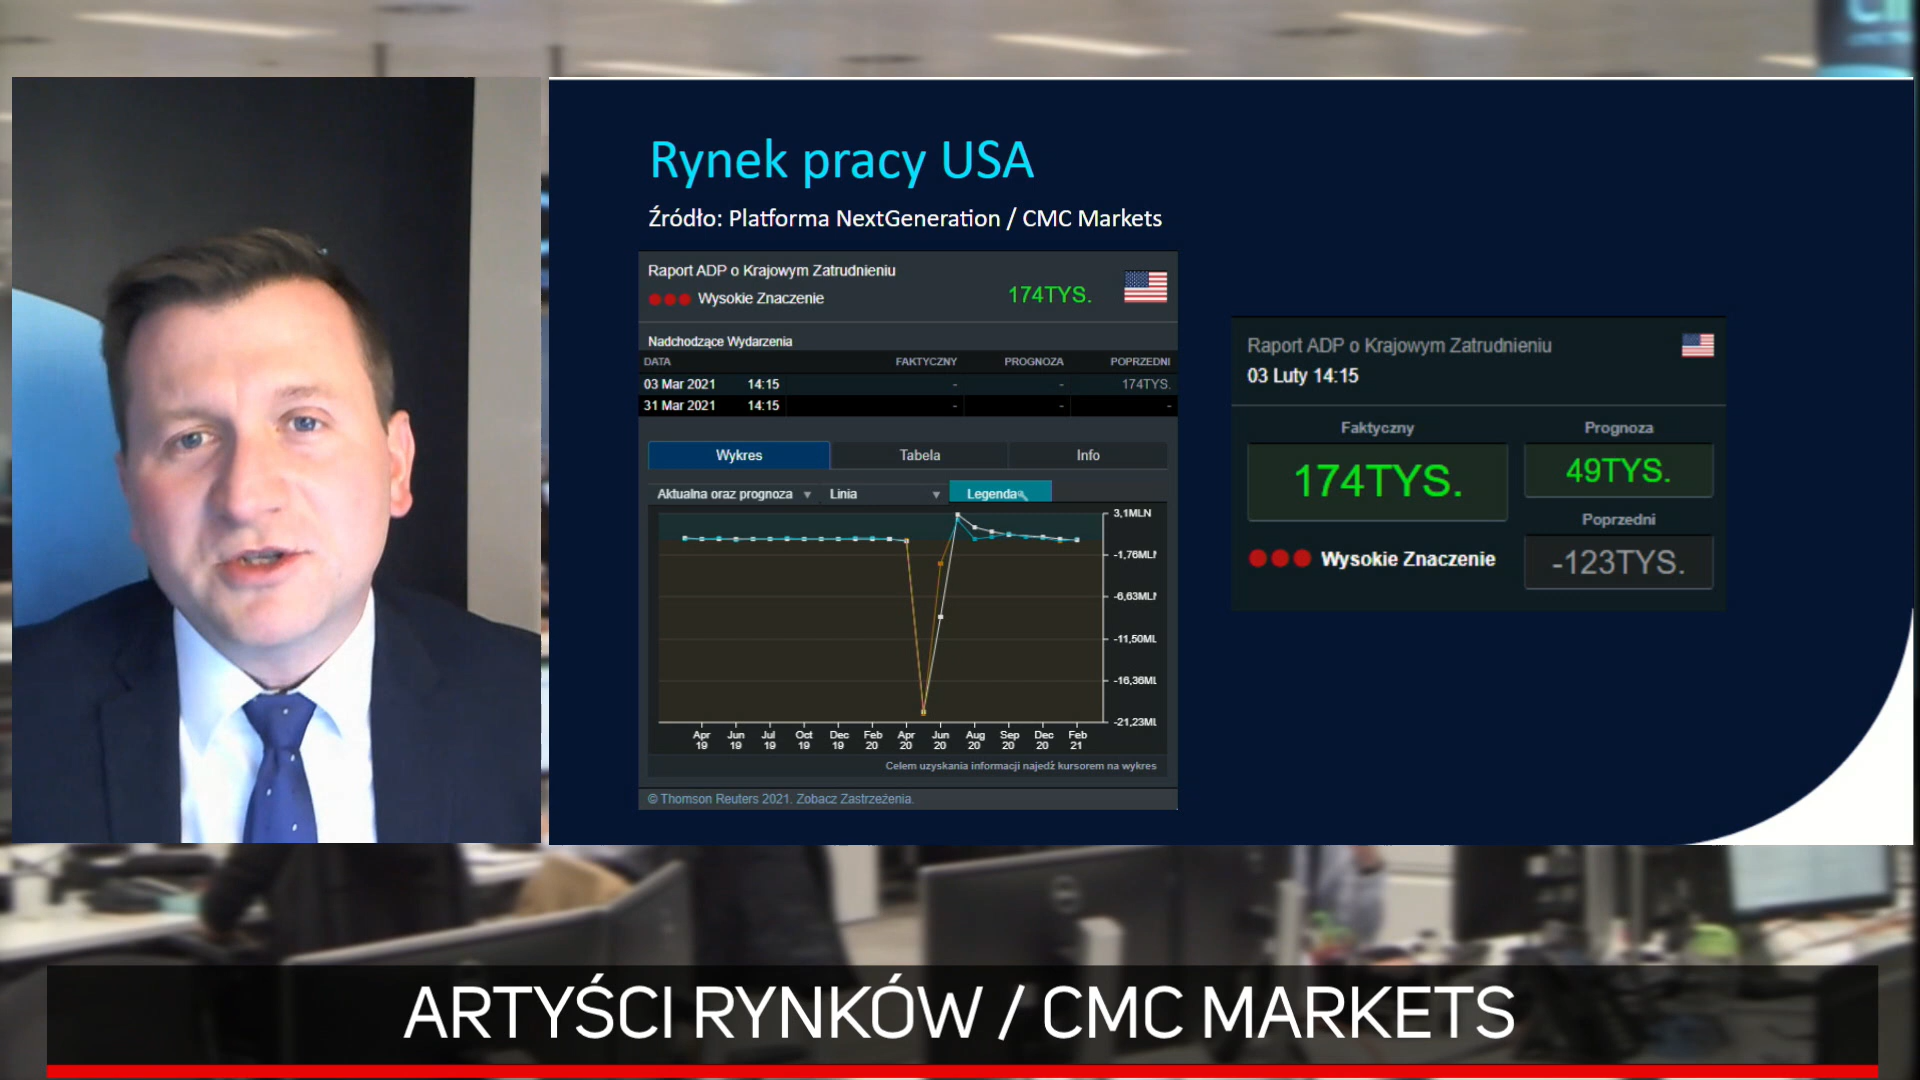 Rynek pracy USA
Źródło: Platforma NextGeneration / CMC Markets
Raport ADP o Krajowym Zatrudnieniu
Wysokie Znaczenie
174TYS.
Nadchodzące Wydarzenia
DATA FAKTYCZNY PROGNOZA POPRZEDNI
03 Mar 2021 14:15 - - 174TYS.
31 Mar 2021 14:15 - - -
Wykres Tabela Info
Aktualna oraz prognoza Linia Legenda
3,1MLN
-1,76MLN
-6,63MLN
-11,50ML
-16,36ML
-21,23ML
Apr Jun Jul Oct Dec Feb Apr Jun Aug Sep Dec Feb
19 19 19 19 19 20 20 20 20 20 20 21
Celem uzyskania informacji najedź kursorem na wykres
© Thomson Reuters 2021. Zobacz Zastrzeżenia.
Raport ADP o Krajowym Zatrudnieniu
03 Luty 14:15
Faktyczny Prognoza
174TYS. 49TYS.
Poprzedni
Wysokie Znaczenie -123TYS.
ARTYŚCI RYNKÓW / CMC MARKETS